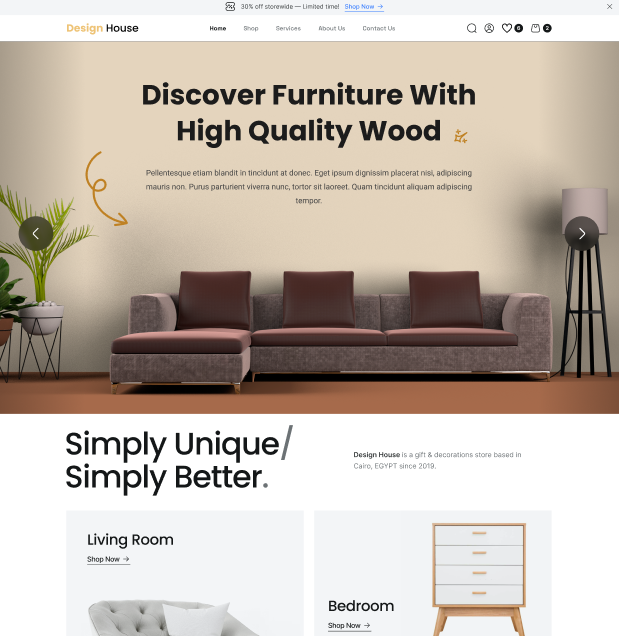 30% off storewide — Limited time! Shop Now →
Design House
Home Shop Services About Us Contact Us
6 2
Discover Furniture With
High Quality Wood
Pellentesque etiam blandit in tincidunt at donec. Eget ipsum dignissim placerat nisi, adipiscing
mauris non. Purus parturient viverra nunc, tortor sit laoreet. Quam tincidunt aliquam adipiscing
tempor.
Simply Unique/
Simply Better.
Design House is a gift & decorations store based in
Cairo, EGYPT since 2019.
Living Room
Shop Now →
Bedroom
Shop Now →